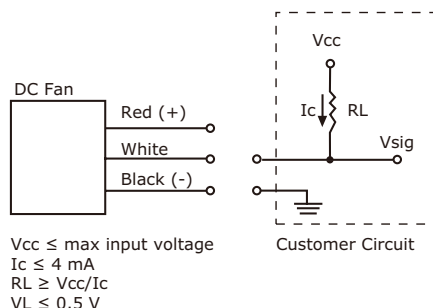 Vcc
DC Fan
Ic
RL
Red (+)
Vsig
White
Black (-)
Vcc ≤ max input voltage
Customer Circuit
Ic ≤ 4 mA
RL ≥ Vcc/Ic
VL ≤ 0.5 V